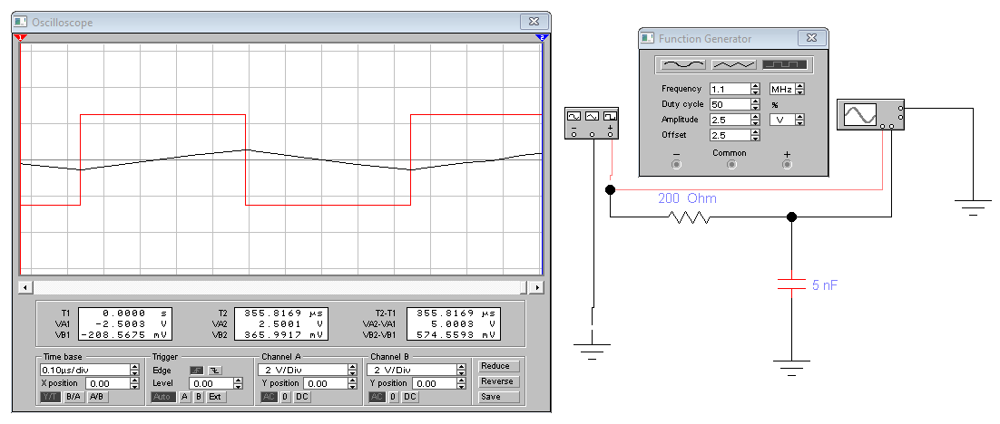 Oscilloscope
1
2
T1 0.0000 s
VA1 -2.5003 V
VB1 -208.5675 mV
T2 355.8169 µs
VA2 2.5001 V
VB2 365.9917 mV
T2-T1 355.8169 µs
VA2-VA1 5.0003 V
VB2-VB1 574.5593 mV
Time base
0.10µs/div
X position 0.00
Y/T B/A A/B
Trigger
Edge
Level 0.00
Auto A B Ext
Channel A
2 V/Div
Y position 0.00
AC 0 DC
Channel B
2 V/Div
Y position 0.00
AC 0 DC
Reduce
Reverse
Save
Function Generator
Frequency 1.1 MHz
Duty cycle 50 %
Amplitude 2.5 V
Offset 2.5
− Common +
− +
200 Ohm
5 nF